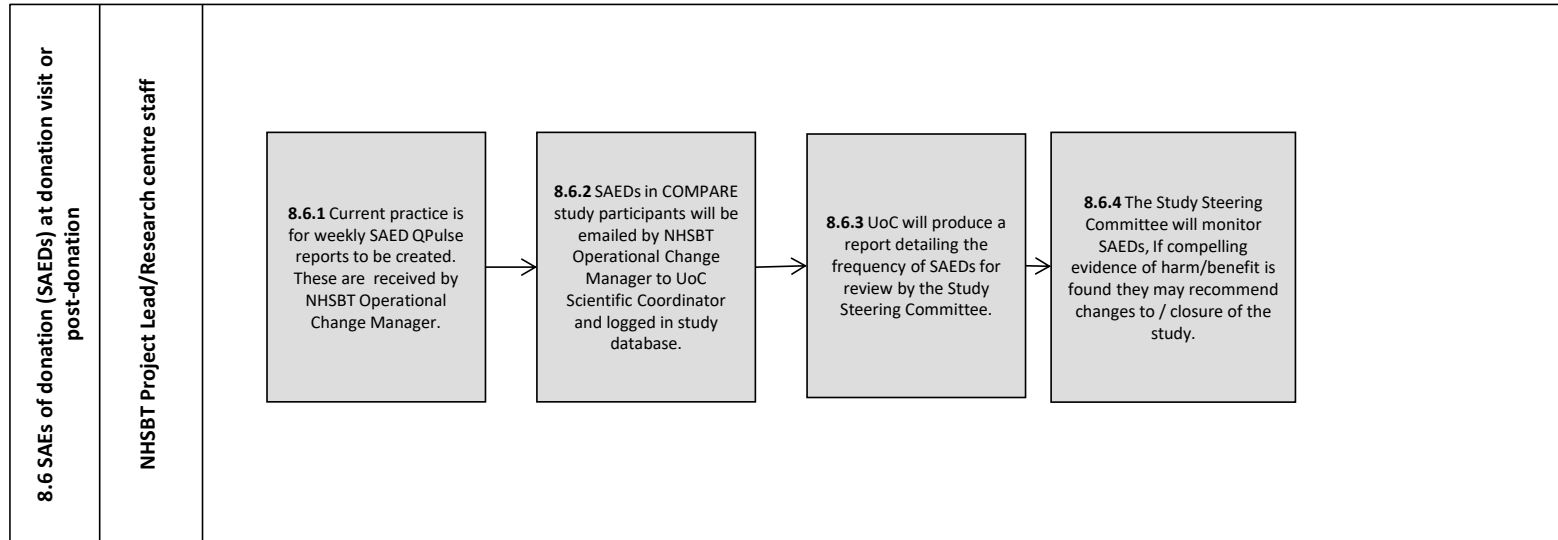 8.6 SAEs of donation (SAEDs) at donation visit or
post-donation
NHSBT Project Lead/Research centre staff
8.6.1 Current practice is
for weekly SAED QPulse
reports to be created.
These are received by
NHSBT Operational
Change Manager.
8.6.2 SAEDs in COMPARE
study participants will be
emailed by NHSBT
Operational Change
Manager to UoC
Scientific Coordinator
and logged in study
database.
8.6.3 UoC will produce a
report detailing the
frequency of SAEDs for
review by the Study
Steering Committee.
8.6.4 The Study Steering
Committee will monitor
SAEDs, If compelling
evidence of harm/benefit is
found they may recommend
changes to / closure of the
study.